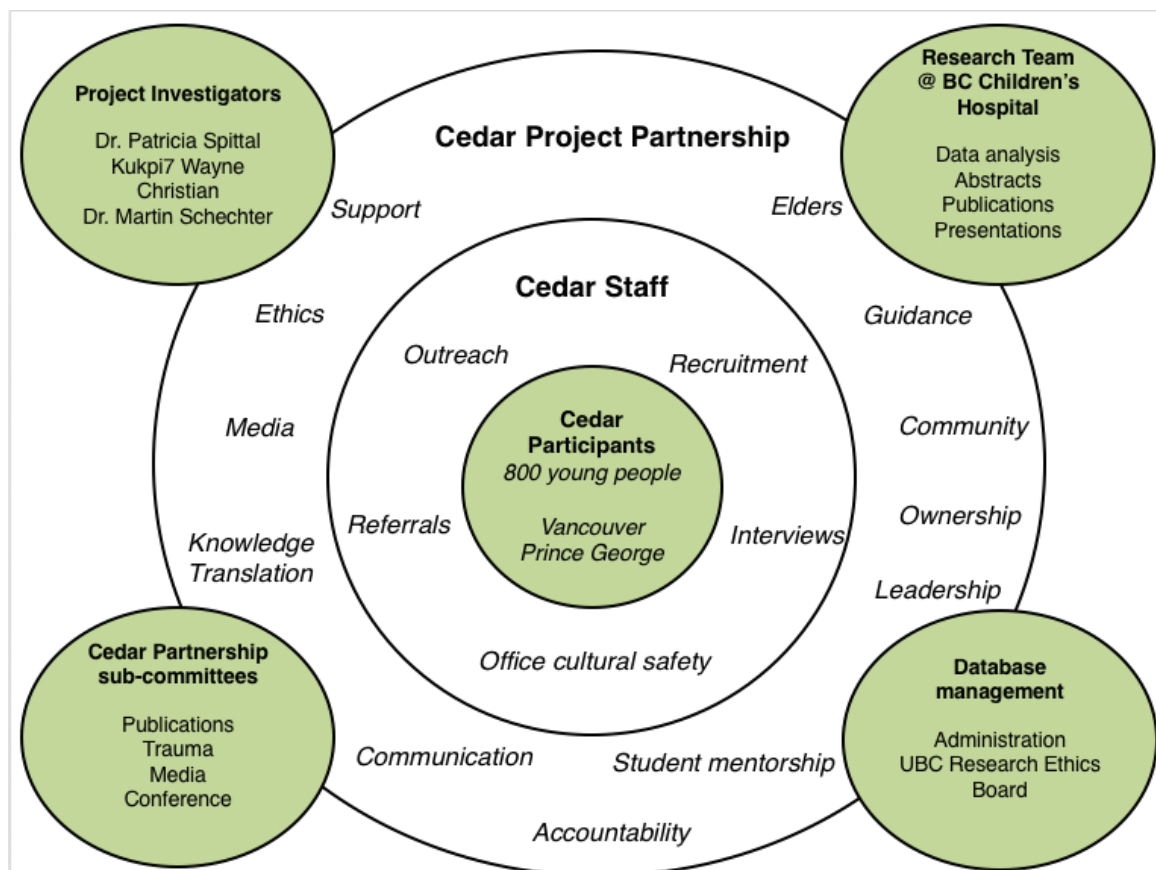 Project Investigators
Dr. Patricia Spittal
Kukpi7 Wayne
Christian
Dr. Martin Schechter
Research Team
@ BC Children's
Hospital
Data analysis
Abstracts
Publications
Presentations
Cedar Project Partnership
Support
Elders
Ethics
Guidance
Media
Community
Ownership
Knowledge
Translation
Leadership
Cedar Staff
Outreach
Recruitment
Cedar
Participants
800 young people
Vancouver
Prince George
Referrals
Interviews
Office cultural safety
Cedar Partnership
sub-committees
Publications
Trauma
Media
Conference
Communication
Student mentorship
Accountability
Database
management
Administration
UBC Research Ethics
Board